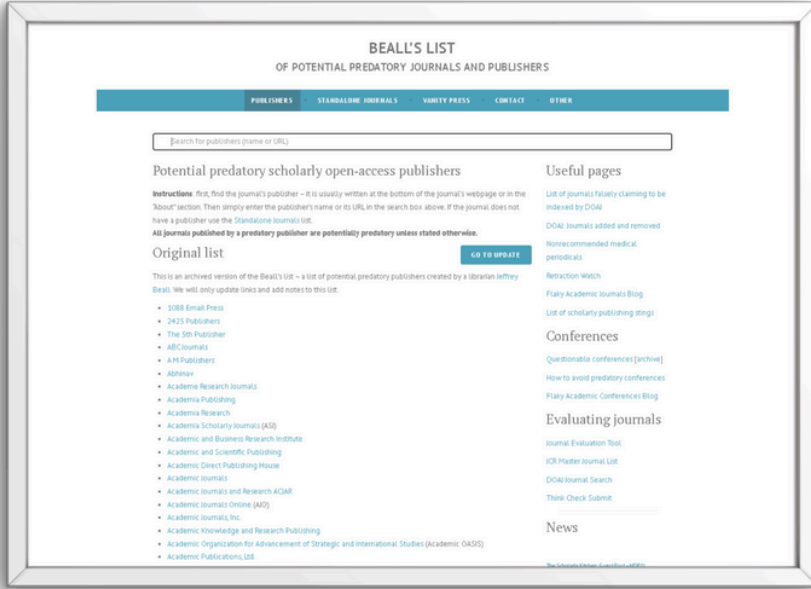 BEALL'S LIST
OF POTENTIAL PREDATORY JOURNALS AND PUBLISHERS
PUBLISHERS • STANDALONE JOURNALS • VANITY PRESS • CONTACT • OTHER
Search for publishers (name or URL)
Potential predatory scholarly open-access publishers
Instructions: first, find the journal's publisher – it is usually written at the bottom of the journal's webpage or in the
"About" section. Then simply enter the publisher's name or its URL in the search box above. If the journal does not
have a publisher use the Standalone Journals list.
All journals published by a predatory publisher are potentially predatory unless stated otherwise.
Original list
GO TO UPDATE
This is an archived version of the Beall's list – a list of potential predatory publishers created by a librarian Jeffrey
Beall. We will only update links and add notes to this list.
• 1088 Email Press
• 2425 Publishers
• The 5th Publisher
• ABC Journals
• A M Publishers
• Abhinav
• Academe Research Journals
• Academia Publishing
• Academia Research
• Academia Scholarly Journals (ASJ)
• Academic and Business Research Institute
• Academic and Scientific Publishing
• Academic Direct Publishing House
• Academic Journals
• Academic Journals and Research ACJAR
• Academic Journals Online (AJO)
• Academic Journals, Inc.
• Academic Knowledge and Research Publishing
• Academic Organization for Advancement of Strategic and International Studies (Academic OASIS)
• Academic Publications, Ltd.
Useful pages
List of journals falsely claiming to be
indexed by DOAJ
DOAJ: Journals added and removed
Nonrecommended medical
periodicals
Retraction Watch
Flaky Academic Journals Blog
List of scholarly publishing stings
Conferences
Questionable conferences [archive]
How to avoid predatory conferences
Flaky Academic Conferences Blog
Evaluating journals
Journal Evaluation Tool
JCR Master Journal List
DOAJ Journal Search
Think Check Submit
News